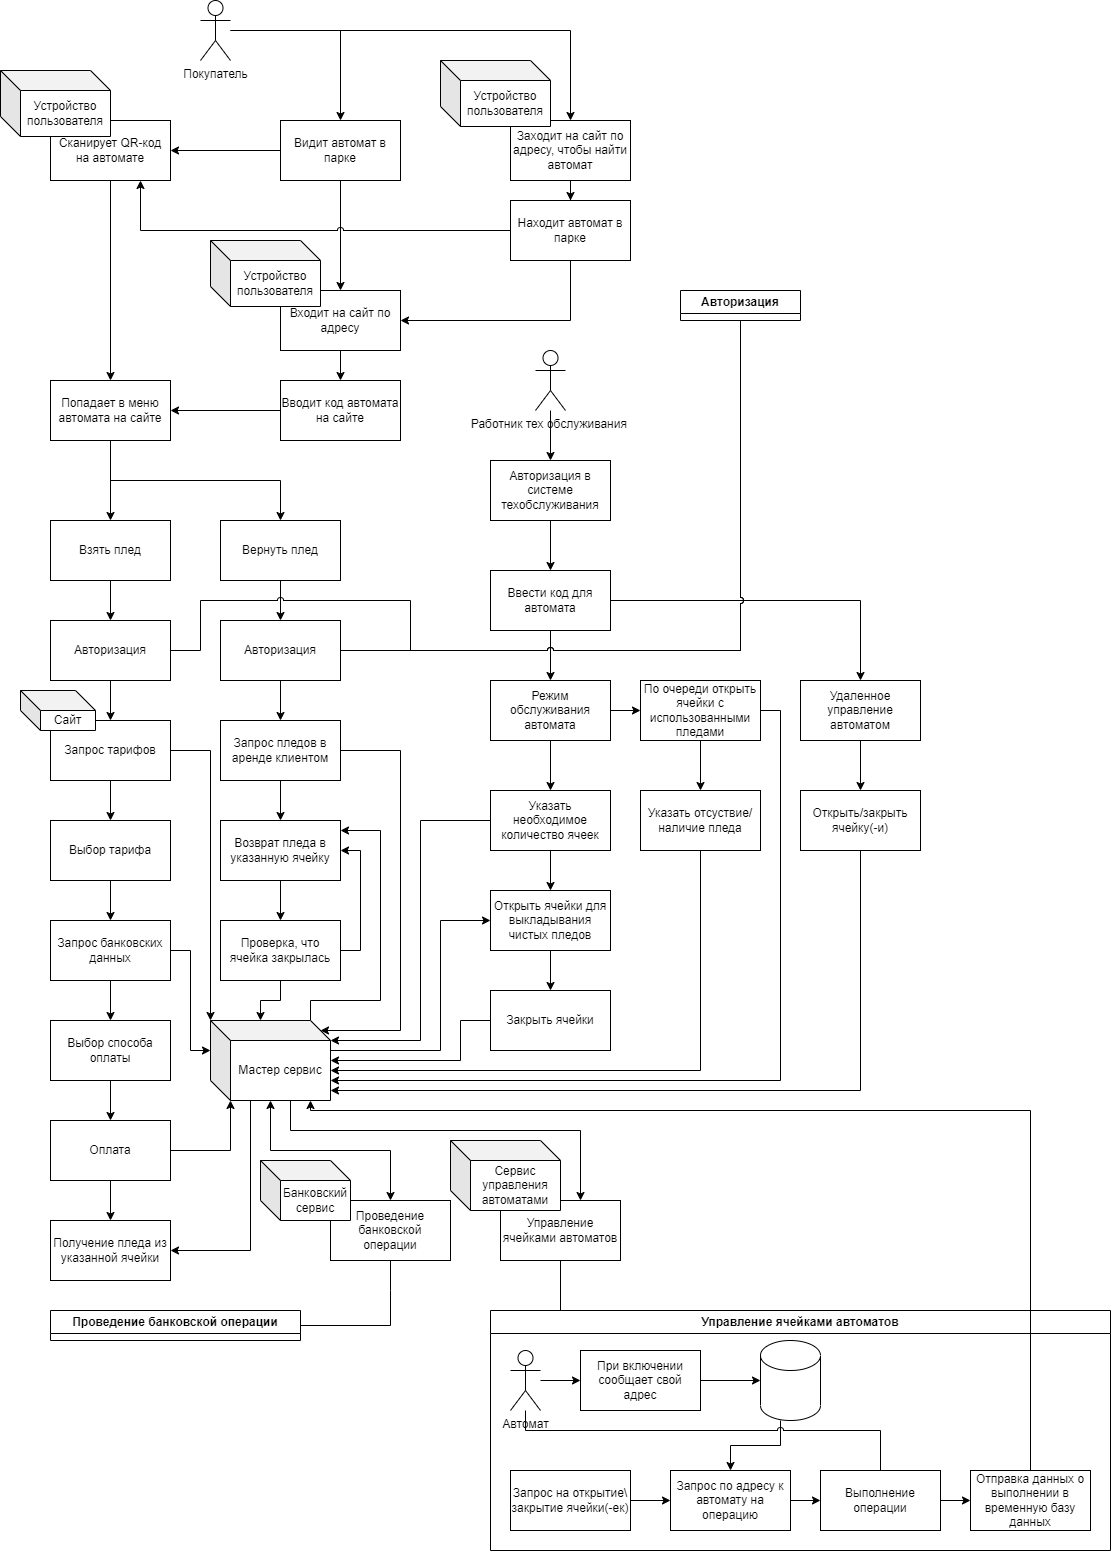 Покупатель
Устройство
пользователя
Сканирует QR-код
на автомате
Видит автомат в
парке
Устройство
пользователя
Заходит на сайт по
адресу, чтобы найти
автомат
Находит автомат в
парке
Устройство
пользователя
Входит на сайт по
адресу
Авторизация
Попадает в меню
автомата на сайте
Вводит код автомата
на сайте
Работник тех обслуживания
Авторизация в
системе
техобслуживания
Взять плед
Вернуть плед
Ввести код для
автомата
Авторизация
Авторизация
Режим
обслуживания
автомата
По очереди открыть
ячейки с
использованными
пледами
Удаленное
управление
автоматом
Сайт
Запрос тарифов
Запрос пледов в
аренде клиентом
Указать
необходимое
количество ячеек
Указать отсуствие/
наличие пледа
Открыть/закрыть
ячейку(-и)
Выбор тарифа
Возврат пледа в
указанную ячейку
Открыть ячейки для
выкладывания
чистых пледов
Запрос банковских
данных
Проверка, что
ячейка закрылась
Закрыть ячейки
Выбор способа
оплаты
Мастер сервис
Оплата
Банковский
сервис
Проведение
банковской
операции
Сервис
управления
автоматами
Управление
ячейками автоматов
Получение пледа из
указанной ячейки
Проведение банковской операции
Управление ячейками автоматов
Автомат
При включении
сообщает свой
адрес
Запрос на открытие\
закрытие ячейки(-ек)
Запрос по адресу к
автомату на
операцию
Выполнение
операции
Отправка данных о
выполнении в
временную базу
данных